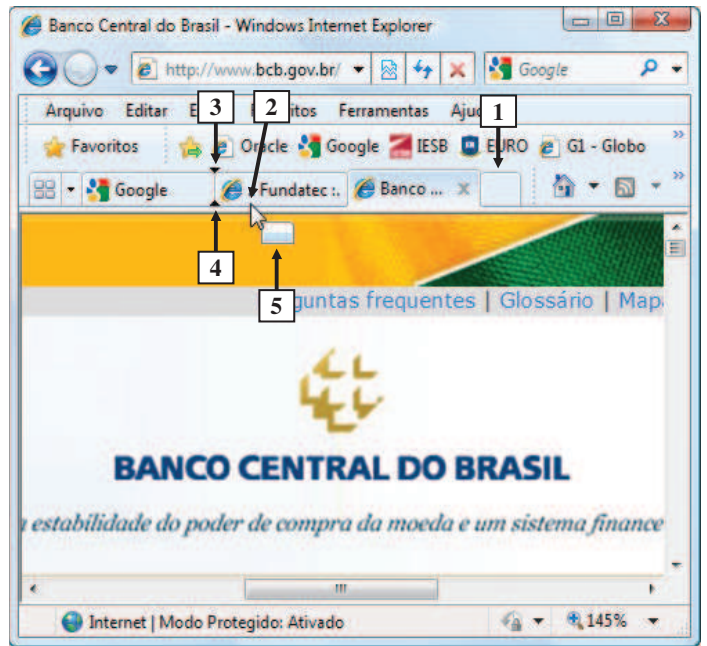 Banco Central do Brasil - Windows Internet Explorer
http://www.bcb.gov.br/ Google
Arquivo Editar E 3 2 itos Ferramentas Aju 1
Favoritos Oracle Google IESB EURO G1 - Globo
Google Fundatec :. Banco ... x
4
5
guntas frequentes | Glossário | Mapa
BANCO CENTRAL DO BRASIL
a estabilidade do poder de compra da moeda e um sistema finance
Internet | Modo Protegido: Ativado 145%